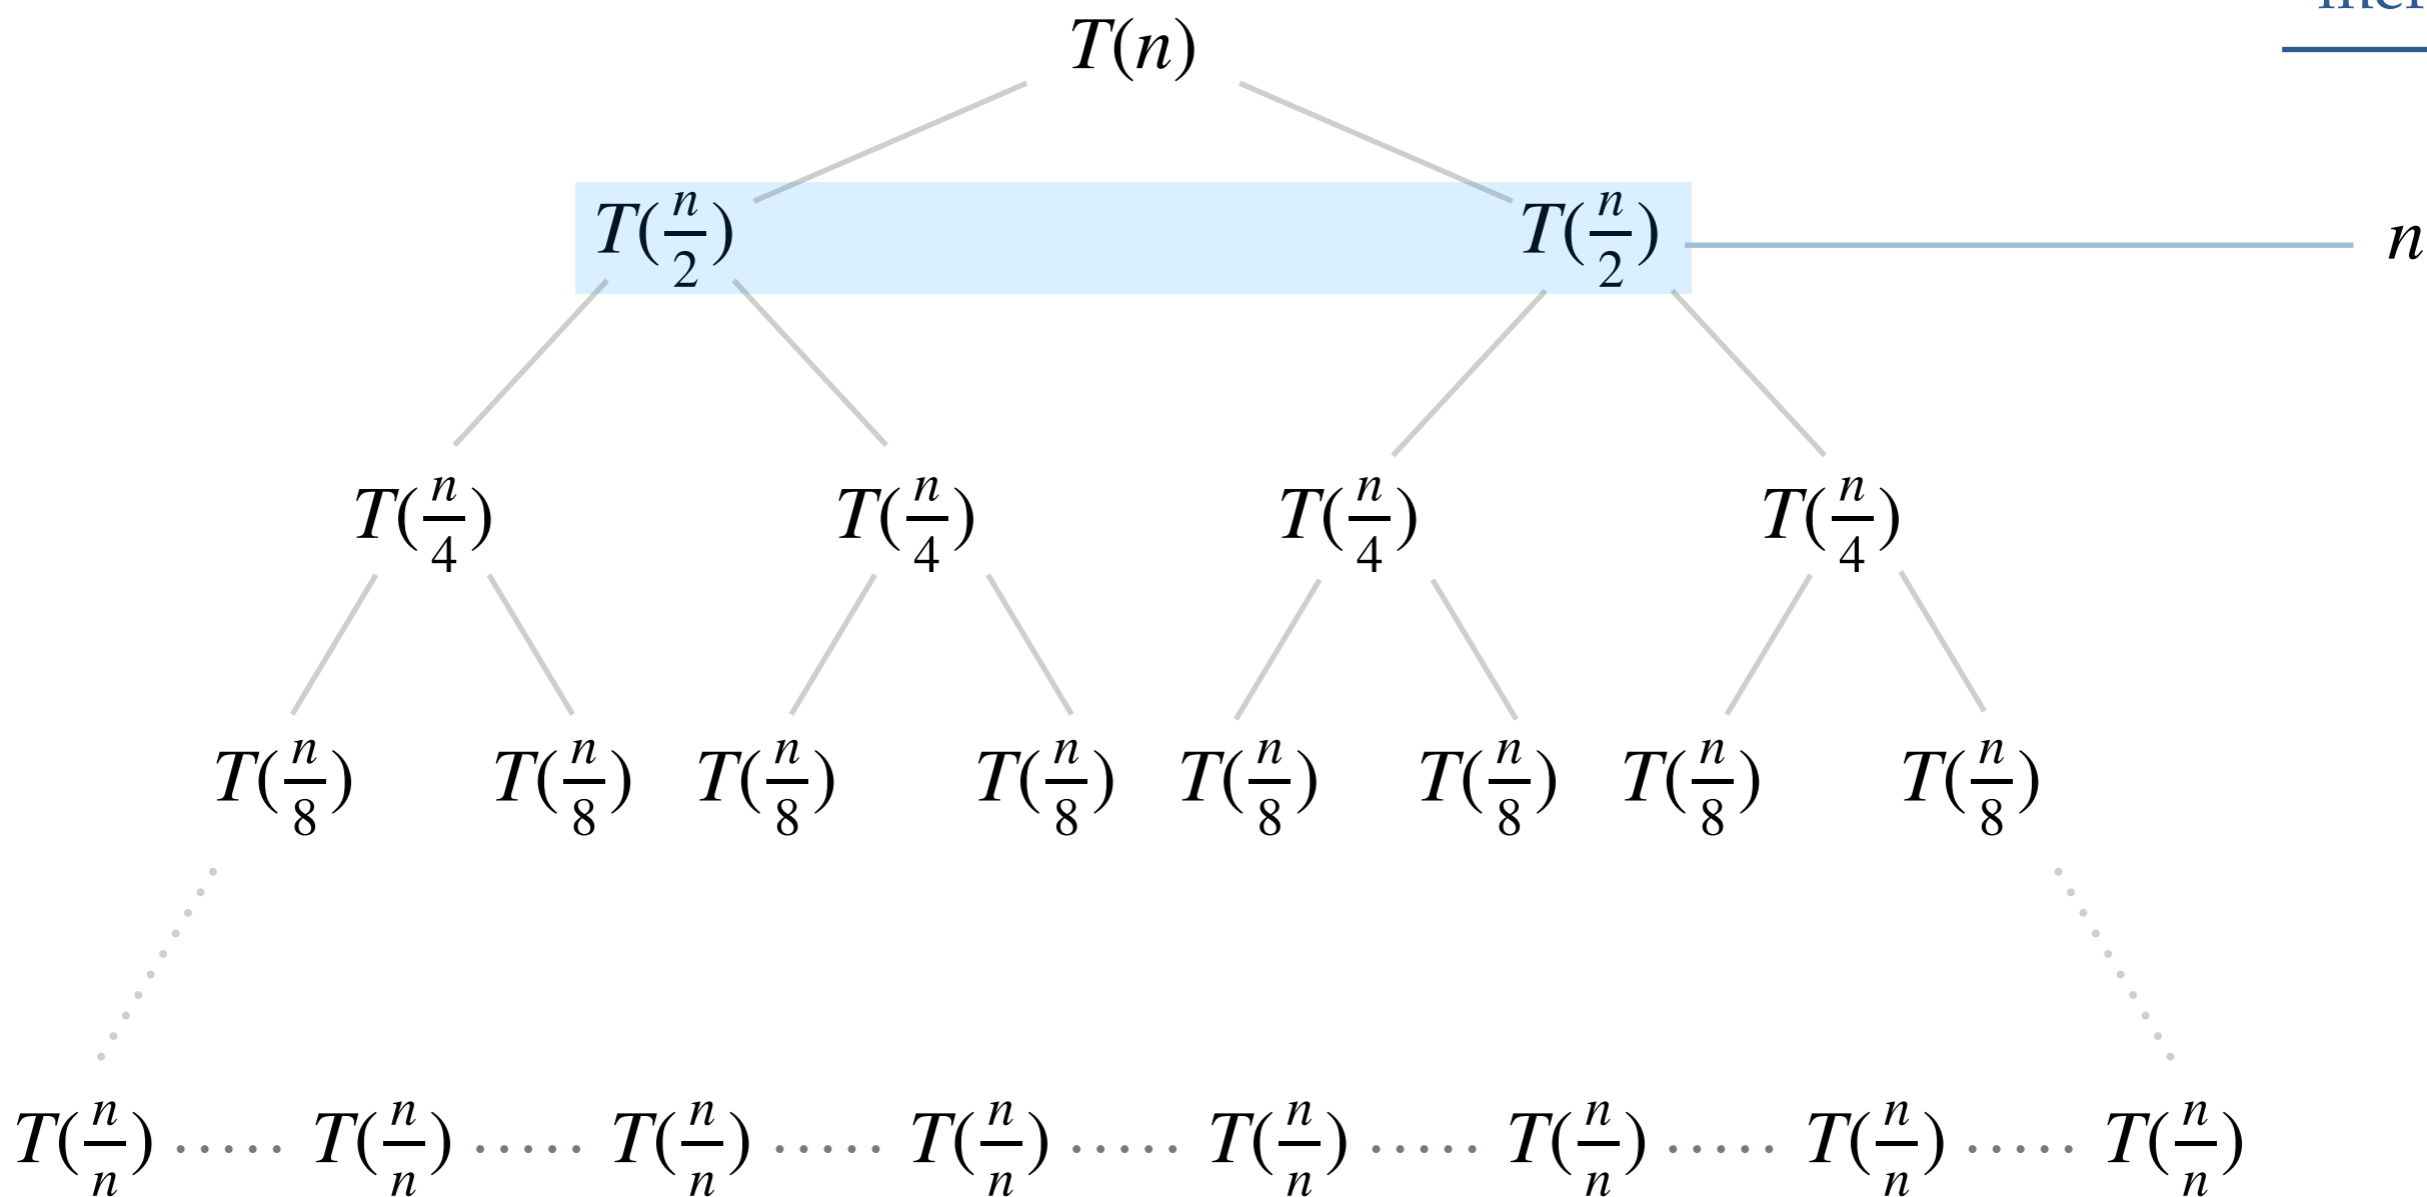 T(n)
T(n/2) T(n/2) n
T(n/4) T(n/4) T(n/4) T(n/4)
T(n/8) T(n/8) T(n/8) T(n/8) T(n/8) T(n/8) T(n/8) T(n/8)
T(n/n) ..... T(n/n) ..... T(n/n) ..... T(n/n) ..... T(n/n) ..... T(n/n) ..... T(n/n) ..... T(n/n)